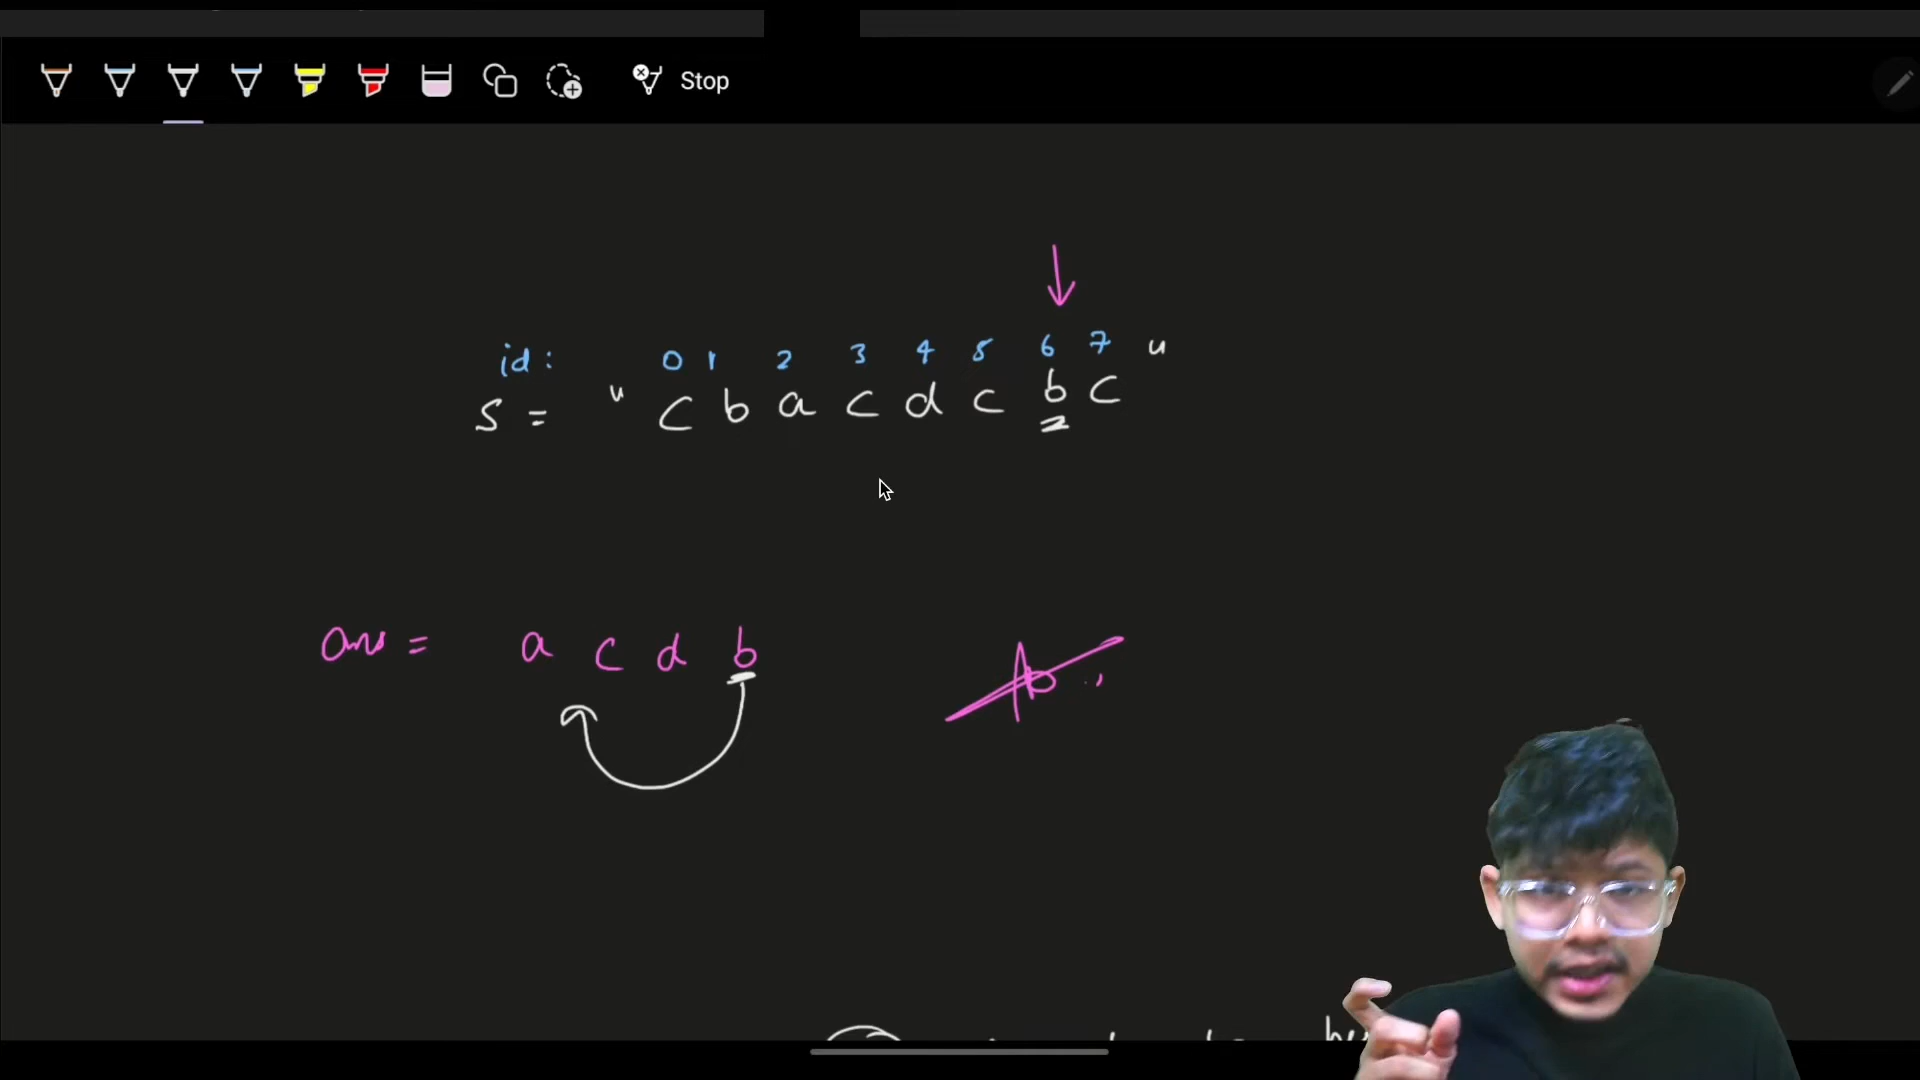 Stop
id: 0 1 2 3 4 5 6 7 "
S = " C b a c d c b C
ans = a c d b